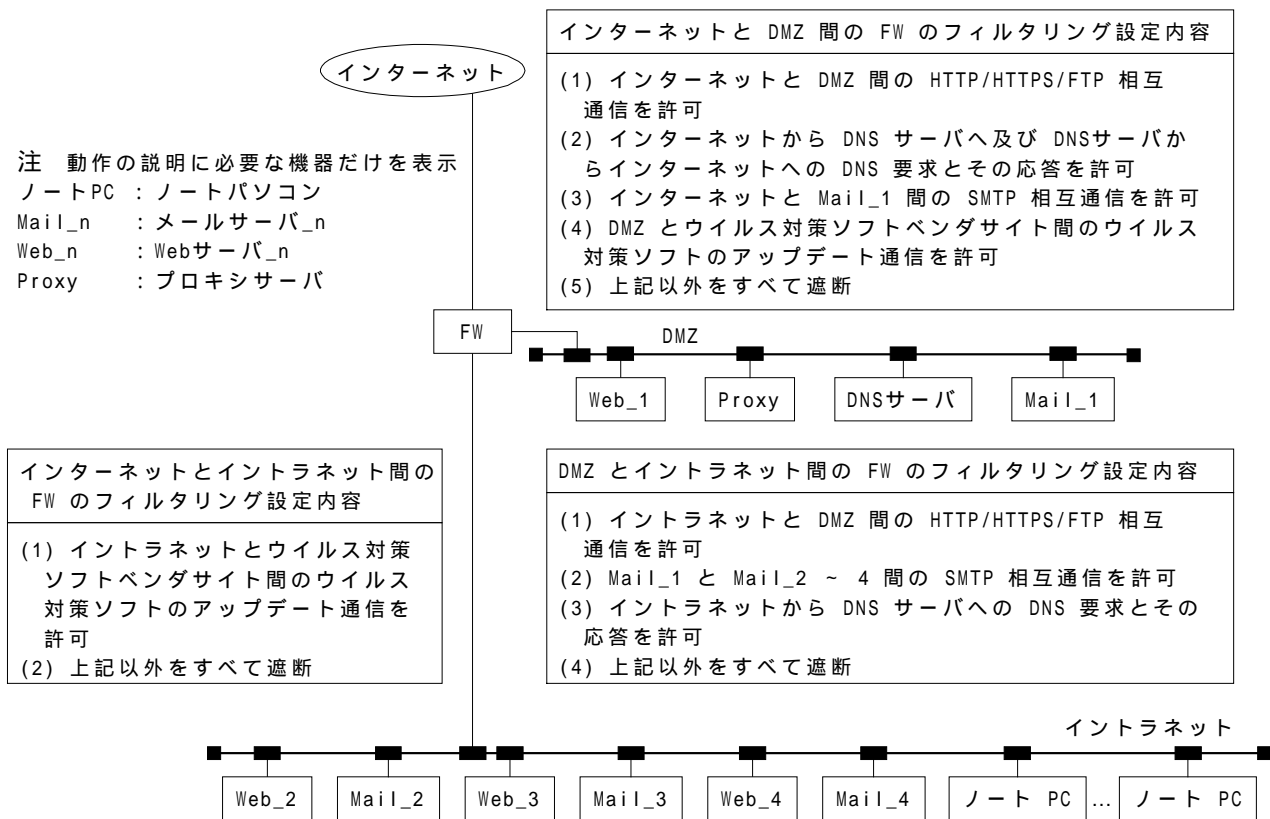 インターネット
インターネットと DMZ 間の FW のフィルタリング設定内容
(1) インターネットと DMZ 間の HTTP/HTTPS/FTP 相互
通信を許可
(2) インターネットから DNS サーバへ及び DNSサーバか
らインターネットへの DNS 要求とその応答を許可
(3) インターネットと Mail_1 間の SMTP 相互通信を許可
(4) DMZ とウイルス対策ソフトベンダサイト間のウイルス
対策ソフトのアップデート通信を許可
(5) 上記以外をすべて遮断
注 動作の説明に必要な機器だけを表示
ノートPC :ノートパソコン
Mail_n :メールサーバ_n
Web_n :Webサーバ_n
Proxy :プロキシサーバ
FW
DMZ
Web_1
Proxy
DNSサーバ
Mail_1
インターネットとイントラネット間の
FW のフィルタリング設定内容
(1) イントラネットとウイルス対策
ソフトベンダサイト間のウイルス
対策ソフトのアップデート通信を
許可
(2) 上記以外をすべて遮断
DMZ とイントラネット間の FW のフィルタリング設定内容
(1) イントラネットと DMZ 間の HTTP/HTTPS/FTP 相互
通信を許可
(2) Mail_1 と Mail_2 ~ 4 間の SMTP 相互通信を許可
(3) イントラネットから DNS サーバへの DNS 要求とその
応答を許可
(4) 上記以外をすべて遮断
イントラネット
Web_2
Mail_2
Web_3
Mail_3
Web_4
Mail_4
ノート PC
…
ノート PC